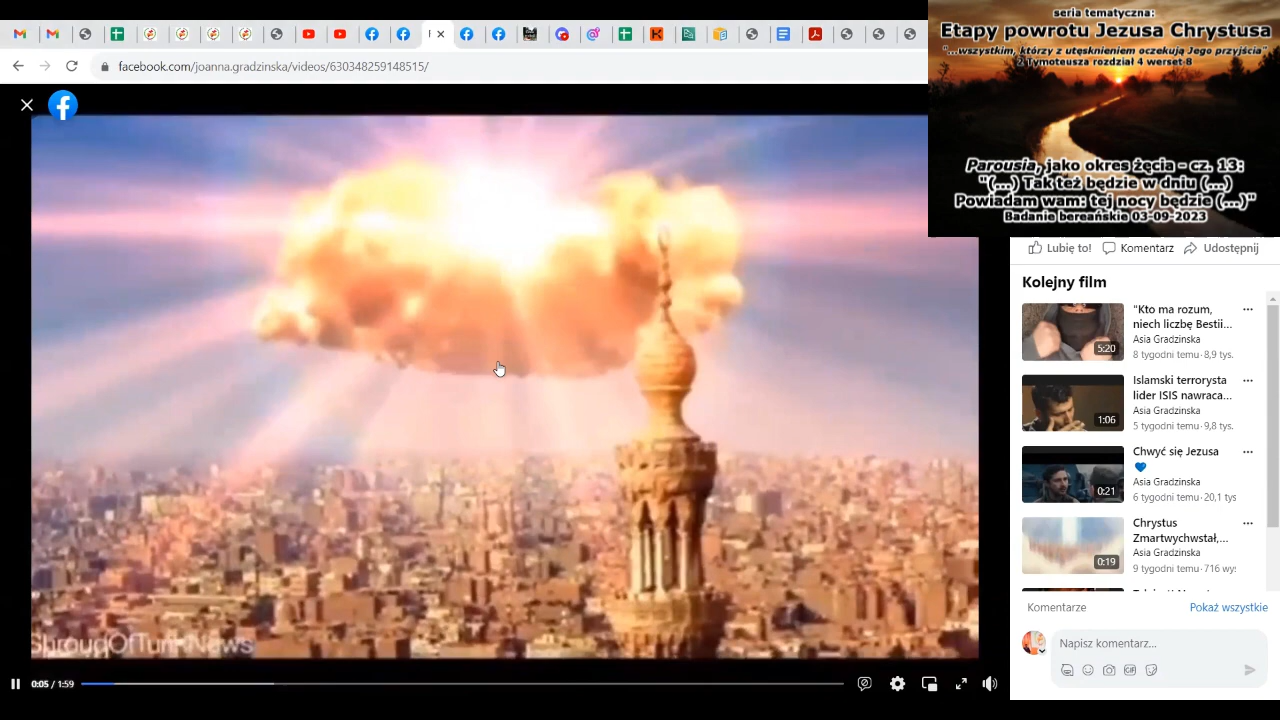 facebook.com/joanna.gradzinska/videos/630348259148515/
seria tematyczna:
Etapy powrotu Jezusa Chrystusa
"...wszystkim, którzy z utęsknieniem oczekują Jego przyjścia"
2 Tymoteusza rozdział 4 werset 8
Parousia, jako okres żęcia - cz. 13:
"(...) Tak też będzie w dniu (...)
Powiadam wam: tej nocy będzie (...)"
Badanie bereańskie 03-09-2023
Lubię to! Komentarz Udostępnij
Kolejny film
"Kto ma rozum,
niech liczbę Bestii...
Asia Gradzinska
8 tygodni temu · 8,9 tys.
5:20
Islamski terrorysta
lider ISIS nawraca...
Asia Gradzinska
5 tygodni temu · 9,8 tys.
1:06
Chwyć się Jezusa
Asia Gradzinska
6 tygodni temu · 20,1 tys
0:21
Chrystus
Zmartwychwstał,...
Asia Gradzinska
9 tygodni temu · 716 wyś
0:19
Komentarze Pokaż wszystkie
Napisz komentarz...
GIF
ShroudOfTurinNews
0:05 / 1:59